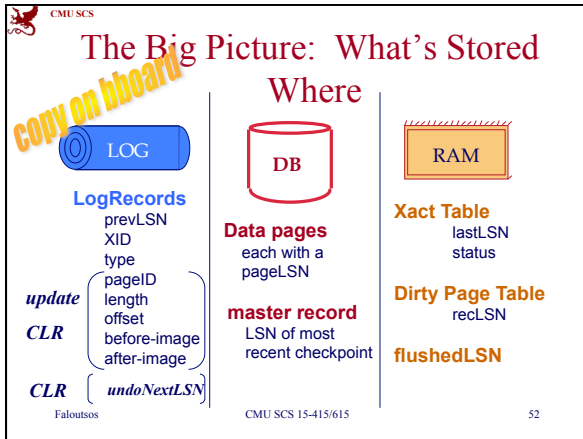 CMU SCS
The Big Picture: What's Stored
Where
copy on bboard
LOG
LogRecords
prevLSN
XID
type
pageID
length
offset
before-image
after-image
update
CLR
CLR
undoNextLSN
DB
Data pages
each with a
pageLSN
master record
LSN of most
recent checkpoint
RAM
Xact Table
lastLSN
status
Dirty Page Table
recLSN
flushedLSN
Faloutsos
CMU SCS 15-415/615
52